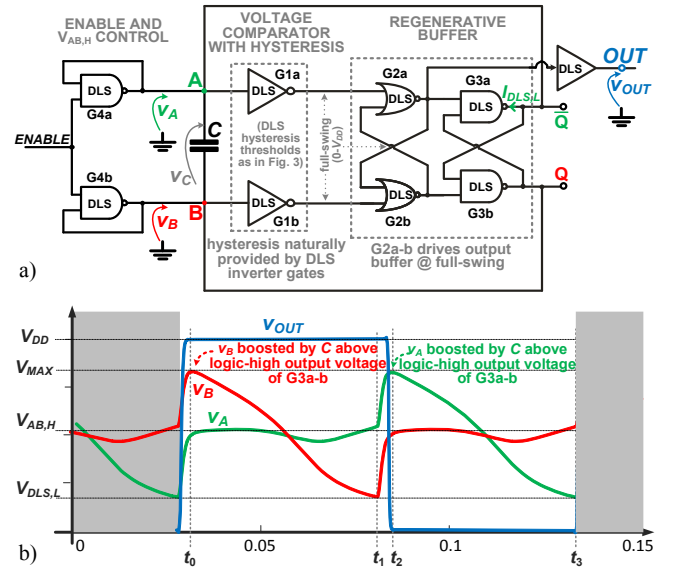 ENABLE AND
V_AB,H CONTROL
VOLTAGE
COMPARATOR
WITH HYSTERESIS
REGENERATIVE
BUFFER
a)
DLS
G4a
v_A
A
DLS
G1a
G2a
DLS
G3a
DLS
I_DLS,L
DLS
OUT
v_OUT
Q
ENABLE
C
v_C
(DLS
hysteresis
thresholds
as in Fig. 3)
full-swing
(0-V_DD)
G4b
DLS
v_B
B
DLS
G1b
DLS
G2b
DLS
G3b
Q
hysteresis naturally
provided by DLS
inverter gates
G2a-b drives output
buffer @ full-swing
b)
V_DD
V_MAX
V_AB,H
V_DLS,L
v_OUT
v_B boosted by C above
logic-high output voltage
of G3a-b
v_A boosted by C above
logic-high output voltage
of G3a-b
v_B
v_A
0
t_0
0.05
t_1
t_2
0.1
t_3
0.15